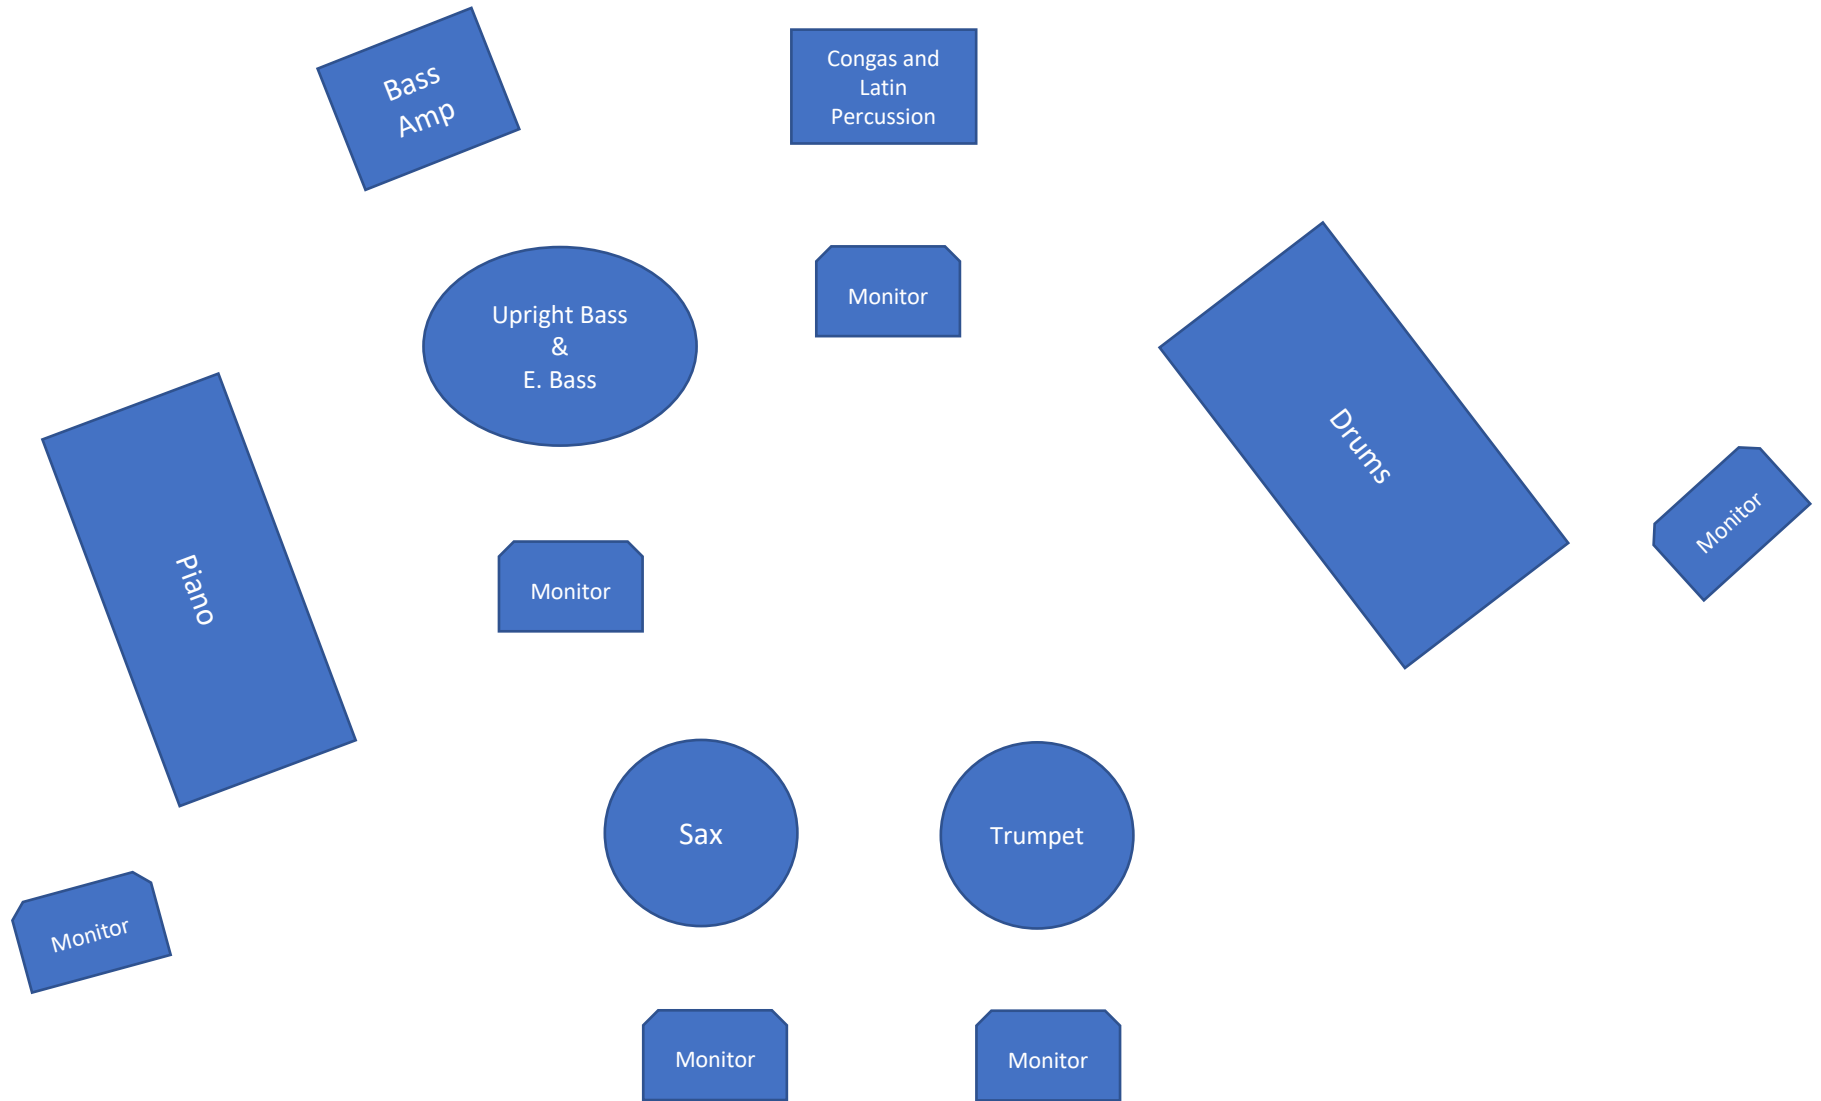 Bass
Amp
Congas and
Latin
Percussion
Upright Bass
&
E. Bass
Monitor
Drums
Monitor
Piano
Monitor
Sax
Trumpet
Monitor
Monitor
Monitor